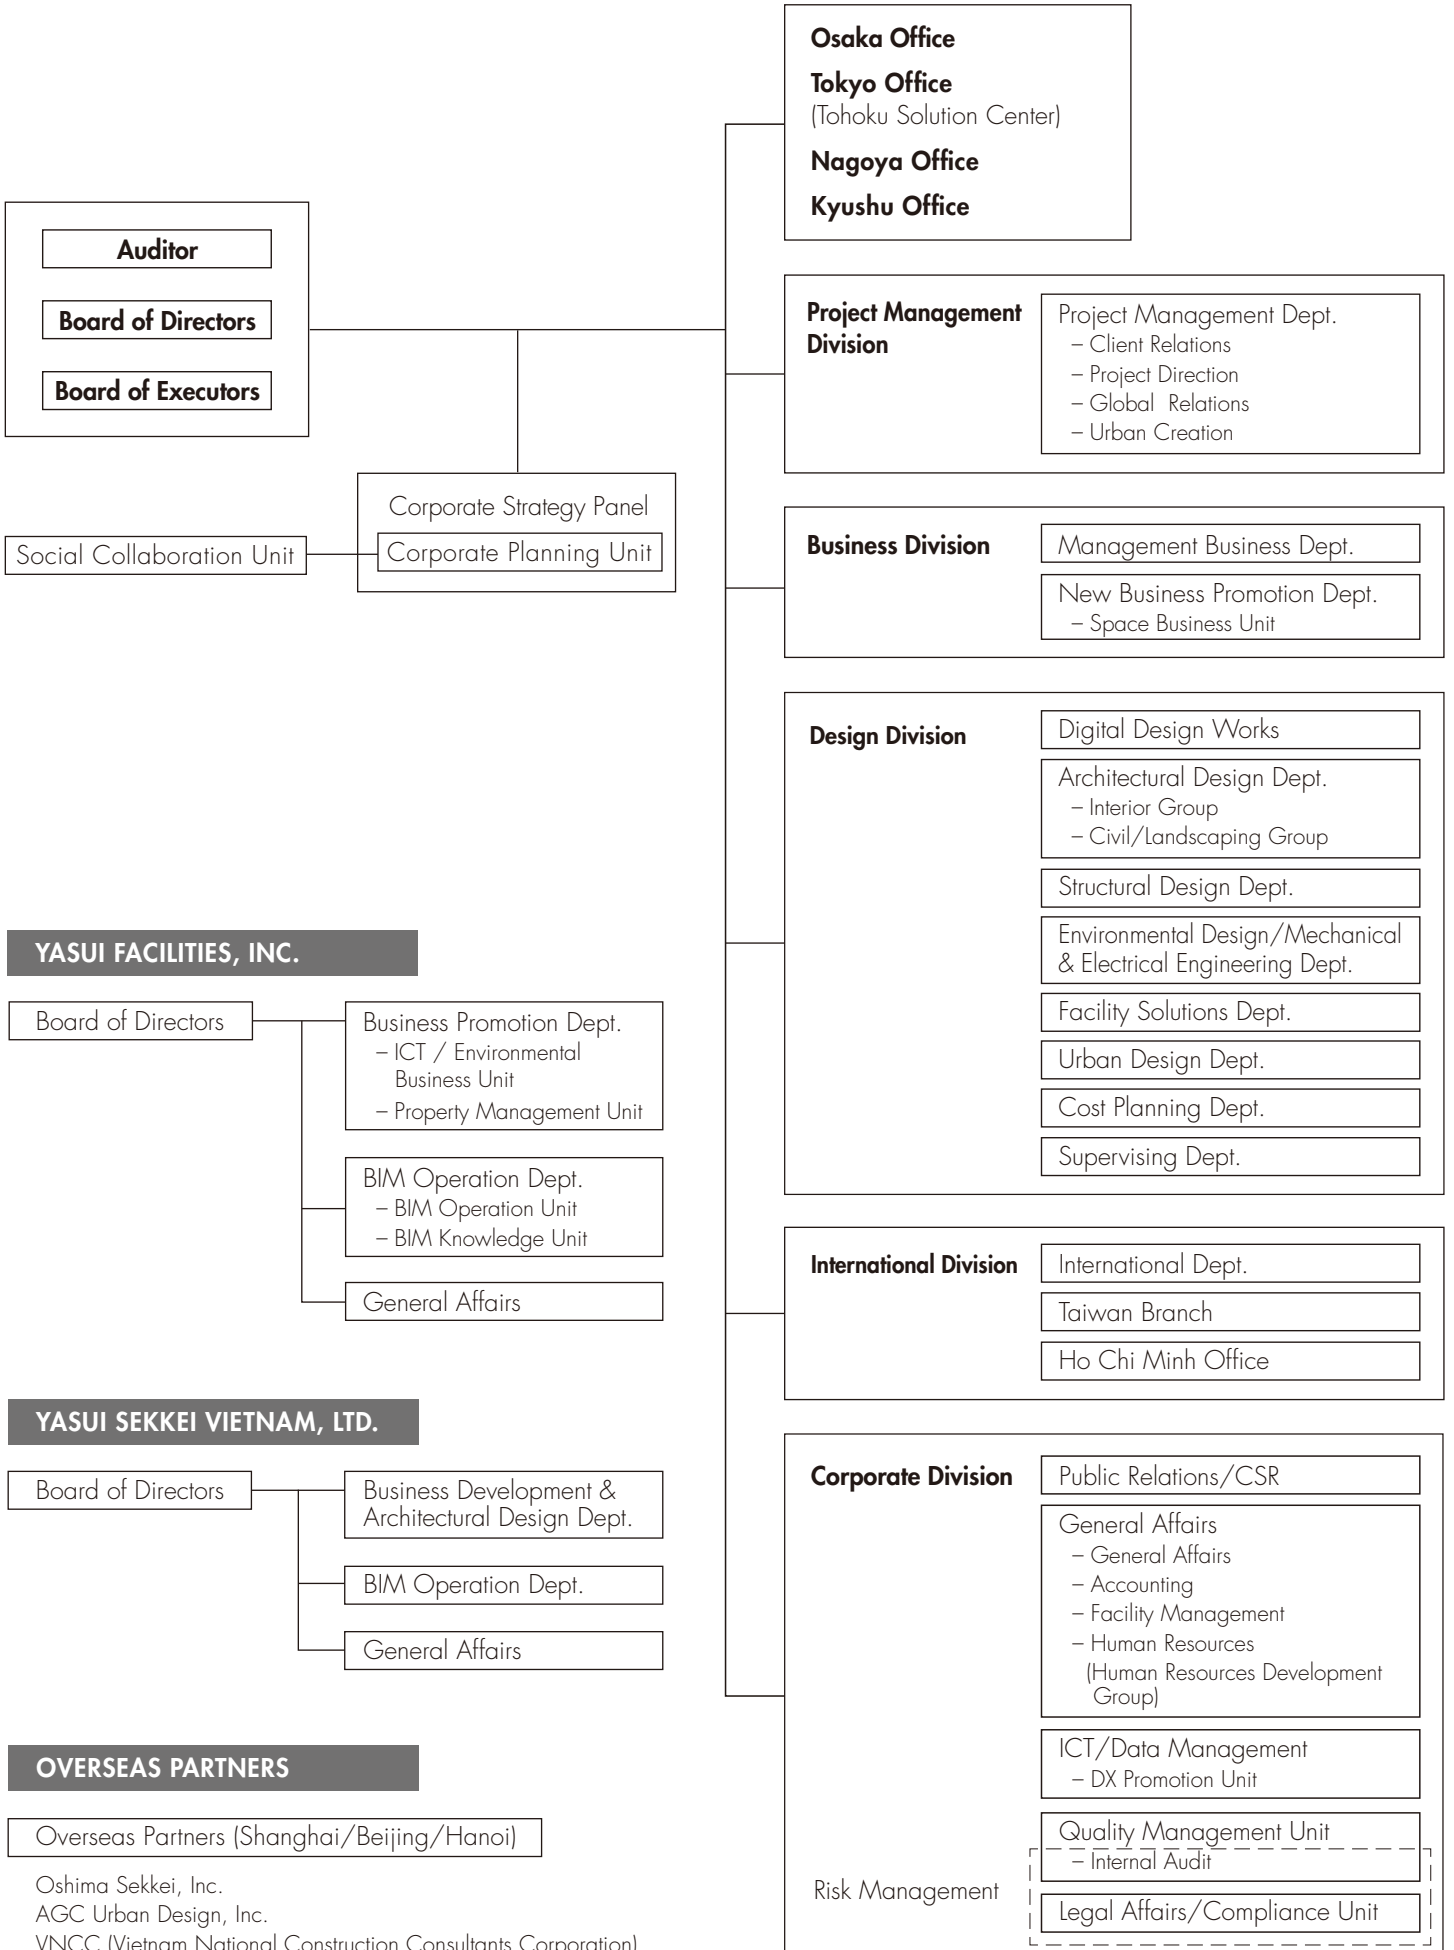 Osaka Office
Tokyo Office
(Tohoku Solution Center)
Nagoya Office
Kyushu Office
Auditor
Board of Directors
Board of Executors
Corporate Strategy Panel
Corporate Planning Unit
Social Collaboration Unit
Project Management
Division
Project Management Dept.
– Client Relations
– Project Direction
– Global Relations
– Urban Creation
Business Division
Management Business Dept.
New Business Promotion Dept.
– Space Business Unit
Design Division
Digital Design Works
Architectural Design Dept.
– Interior Group
– Civil/Landscaping Group
Structural Design Dept.
Environmental Design/Mechanical
& Electrical Engineering Dept.
Facility Solutions Dept.
Urban Design Dept.
Cost Planning Dept.
Supervising Dept.
International Division
International Dept.
Taiwan Branch
Ho Chi Minh Office
Corporate Division
Public Relations/CSR
General Affairs
– General Affairs
– Accounting
– Facility Management
– Human Resources
(Human Resources Development
Group)
ICT/Data Management
– DX Promotion Unit
Quality Management Unit
– Internal Audit
Risk Management
Legal Affairs/Compliance Unit
YASUI FACILITIES, INC.
Board of Directors
Business Promotion Dept.
– ICT / Environmental
Business Unit
– Property Management Unit
BIM Operation Dept.
– BIM Operation Unit
– BIM Knowledge Unit
General Affairs
YASUI SEKKEI VIETNAM, LTD.
Board of Directors
Business Development &
Architectural Design Dept.
BIM Operation Dept.
General Affairs
OVERSEAS PARTNERS
Overseas Partners (Shanghai/Beijing/Hanoi)
Oshima Sekkei, Inc.
AGC Urban Design, Inc.
VNCC (Vietnam National Construction Consultants Corporation)